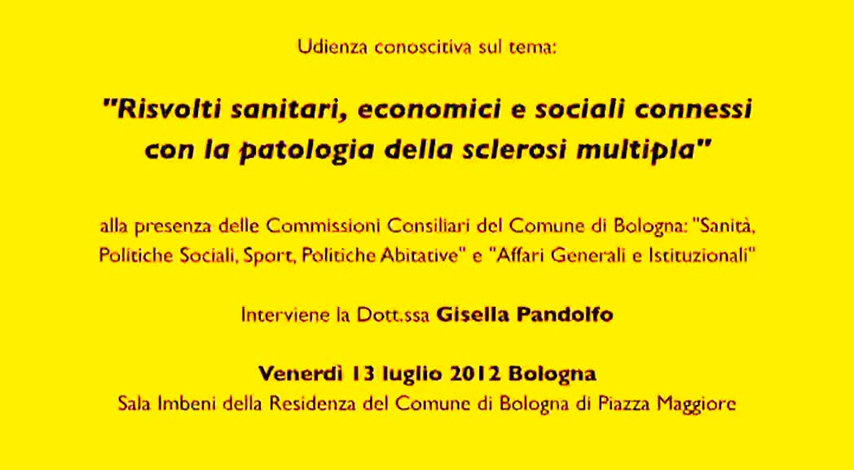 Udienza conoscitiva sul tema:
"Risvolti sanitari, economici e sociali connessi
con la patologia della sclerosi multipla"
alla presenza delle Commissioni Consiliari del Comune di Bologna: "Sanità,
Politiche Sociali, Sport, Politiche Abitative" e "Affari Generali e Istituzionali"
Interviene la Dott.ssa Gisella Pandolfo
Venerdì 13 luglio 2012 Bologna
Sala Imbeni della Residenza del Comune di Bologna di Piazza Maggiore